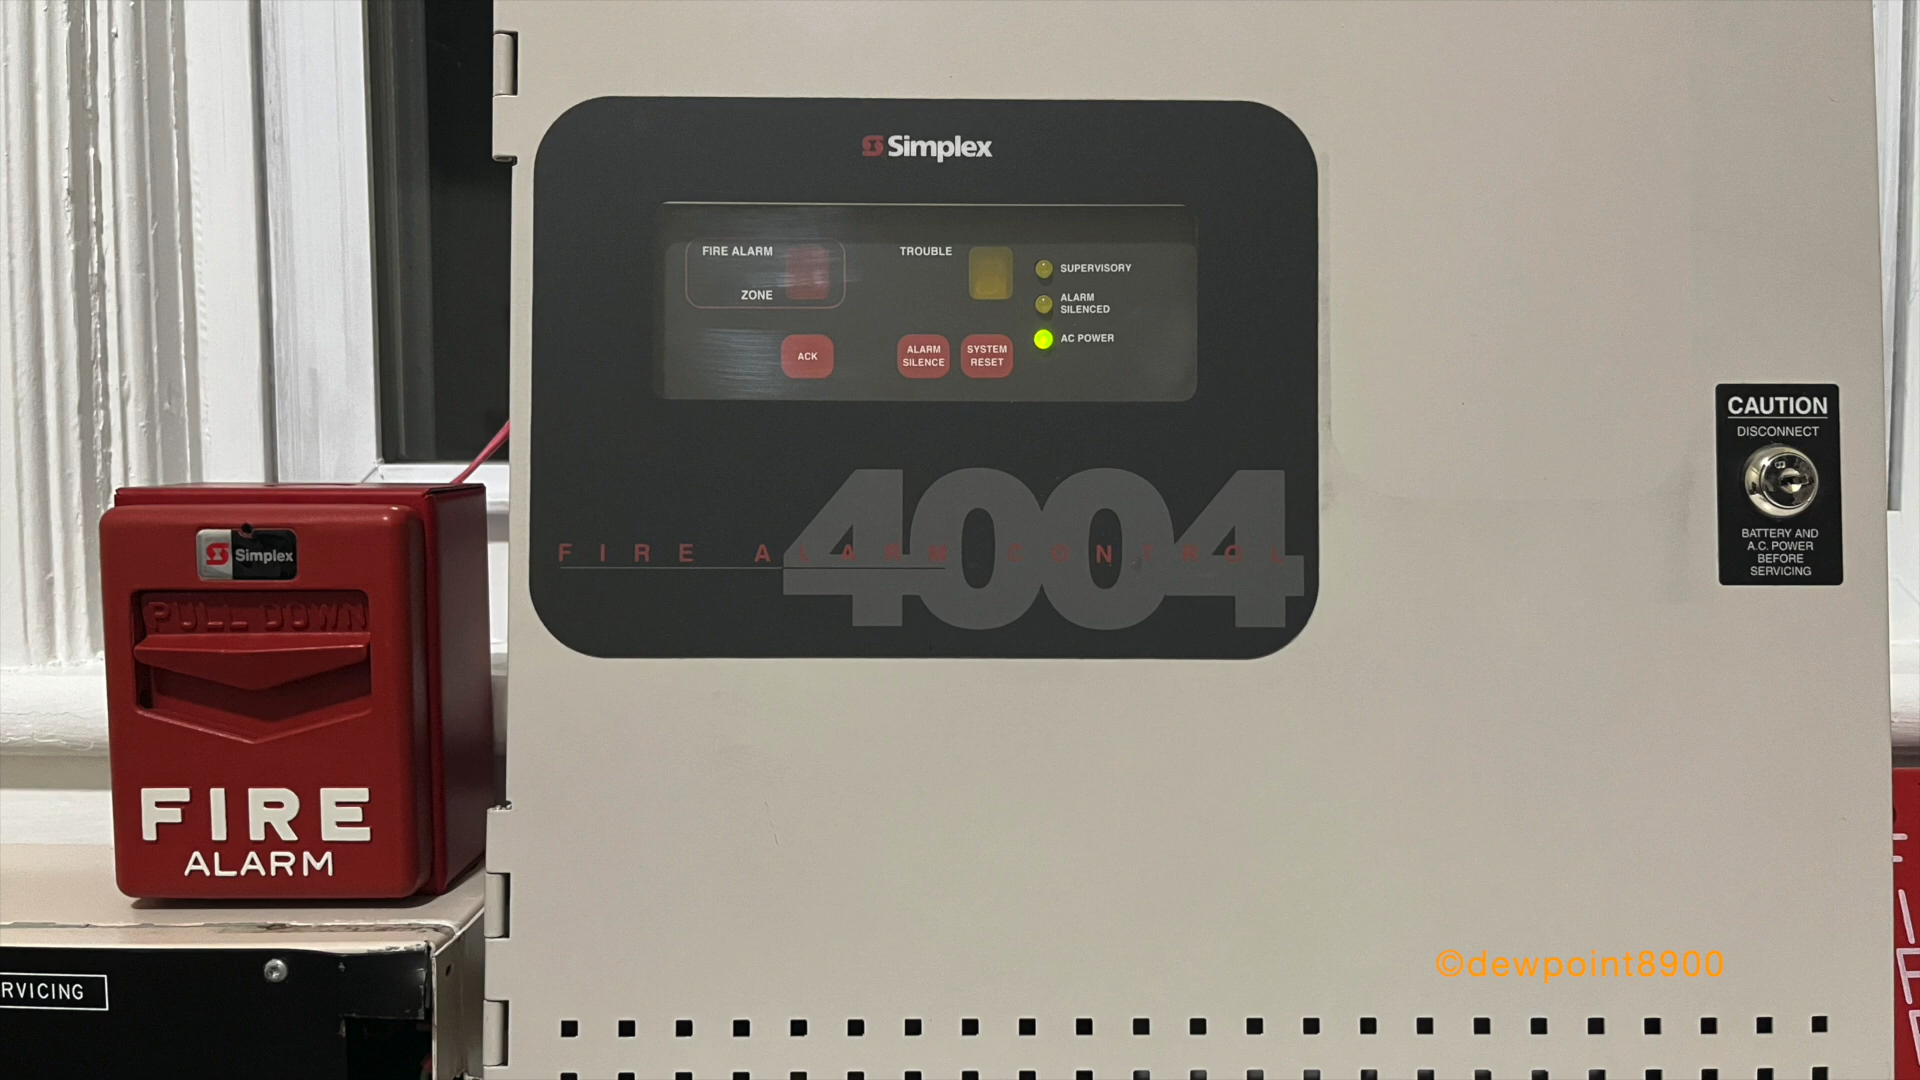 Simplex
FIRE ALARM
ZONE
TROUBLE
SUPERVISORY
ALARM
SILENCED
AC POWER
ACK
ALARM
SILENCE
SYSTEM
RESET
4004
FIRE ALARM CONTROL
CAUTION
DISCONNECT
BATTERY AND
A.C. POWER
BEFORE
SERVICING
Simplex
PULL DOWN
FIRE
ALARM
RVICING
©dewpoint8900